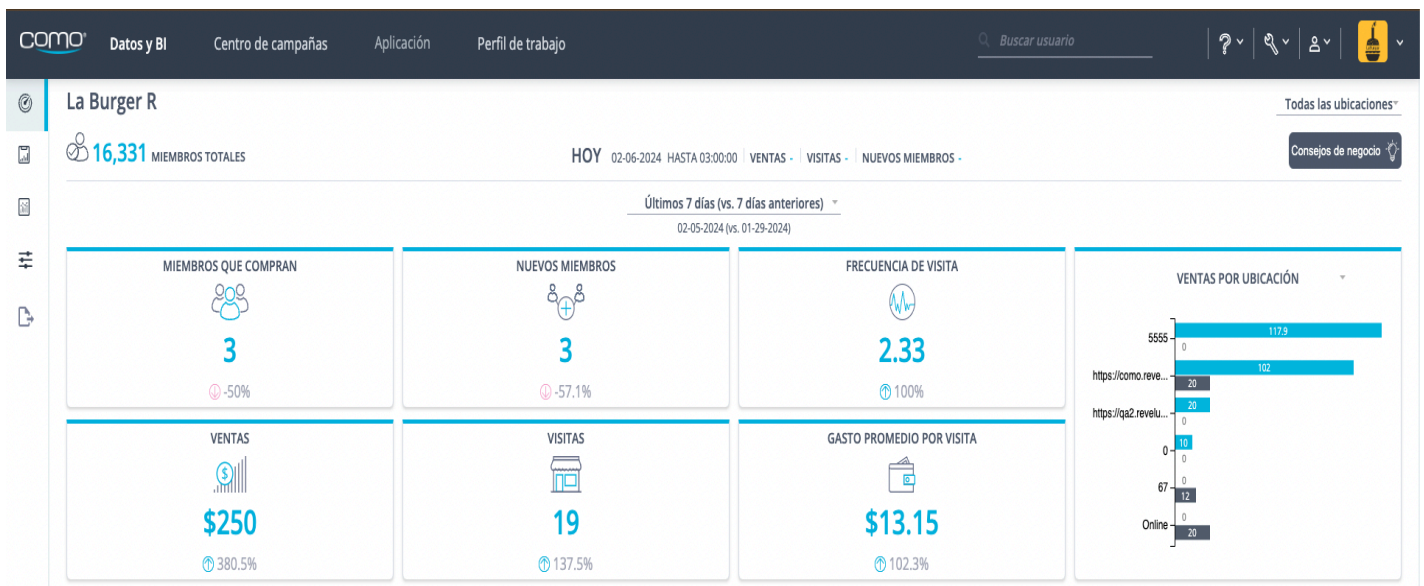 como
Datos y BI
Centro de campañas
Aplicación
Perfil de trabajo
Buscar usuario
La Burger R
Todas las ubicaciones
16,331 MIEMBROS TOTALES
HOY 02-06-2024 HASTA 03:00:00 VENTAS - VISITAS - NUEVOS MIEMBROS -
Consejos de negocio
Últimos 7 días (vs. 7 días anteriores)
02-05-2024 (vs. 01-29-2024)
MIEMBROS QUE COMPRAN
3
-50%
NUEVOS MIEMBROS
3
-57.1%
FRECUENCIA DE VISITA
2.33
100%
VENTAS
$
$250
380.5%
VISITAS
19
137.5%
GASTO PROMEDIO POR VISITA
$13.15
102.3%
VENTAS POR UBICACIÓN
5555
117.9
0
https://como.reve...
102
20
https://qa2.revelu...
20
0
0
10
0
67
0
12
Online
0
20